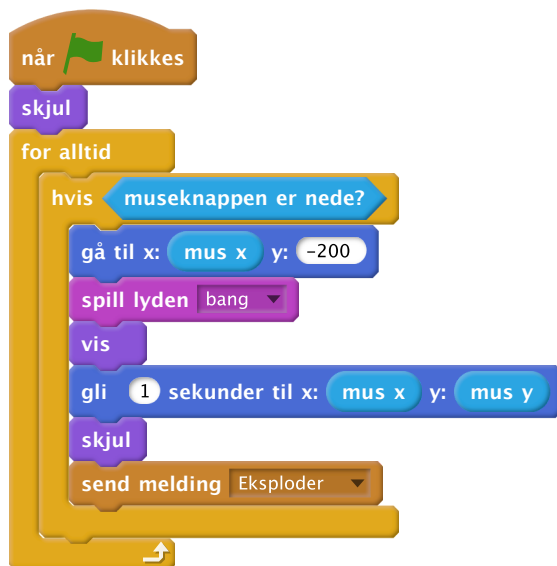 når klikkes
skjul
for alltid
hvis museknappen er nede?
gå til x: mus x y: -200
spill lyden bang
vis
gli 1 sekunder til x: mus x y: mus y
skjul
send melding Eksploder